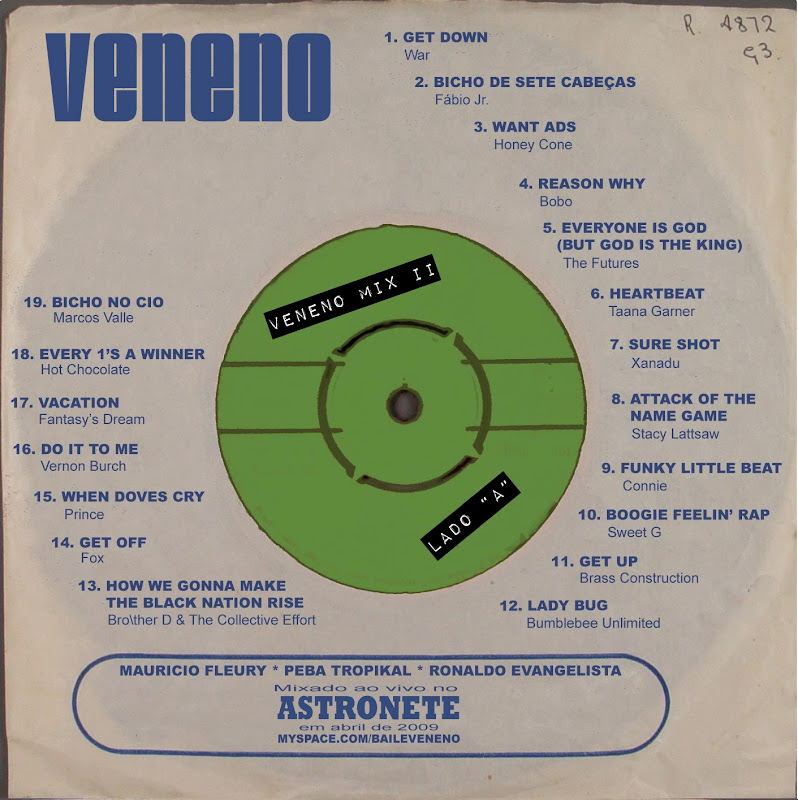 veneno
R. 4872
G3.
1. GET DOWN
War
2. BICHO DE SETE CABEÇAS
Fábio Jr.
3. WANT ADS
Honey Cone
4. REASON WHY
Bobo
5. EVERYONE IS GOD
(BUT GOD IS THE KING)
The Futures
6. HEARTBEAT
Taana Garner
7. SURE SHOT
Xanadu
8. ATTACK OF THE
NAME GAME
Stacy Lattsaw
9. FUNKY LITTLE BEAT
Connie
10. BOOGIE FEELIN' RAP
Sweet G
11. GET UP
Brass Construction
12. LADY BUG
Bumblebee Unlimited
13. HOW WE GONNA MAKE
THE BLACK NATION RISE
Bro\ther D & The Collective Effort
14. GET OFF
Fox
15. WHEN DOVES CRY
Prince
16. DO IT TO ME
Vernon Burch
17. VACATION
Fantasy's Dream
18. EVERY 1'S A WINNER
Hot Chocolate
19. BICHO NO CIO
Marcos Valle
VENENO MIX II
LADO "A"
MAURICIO FLEURY * PEBA TROPIKAL * RONALDO EVANGELISTA
Mixado ao vivo no
ASTRONETE
em abril de 2009
MYSPACE.COM/BAILEVENENO